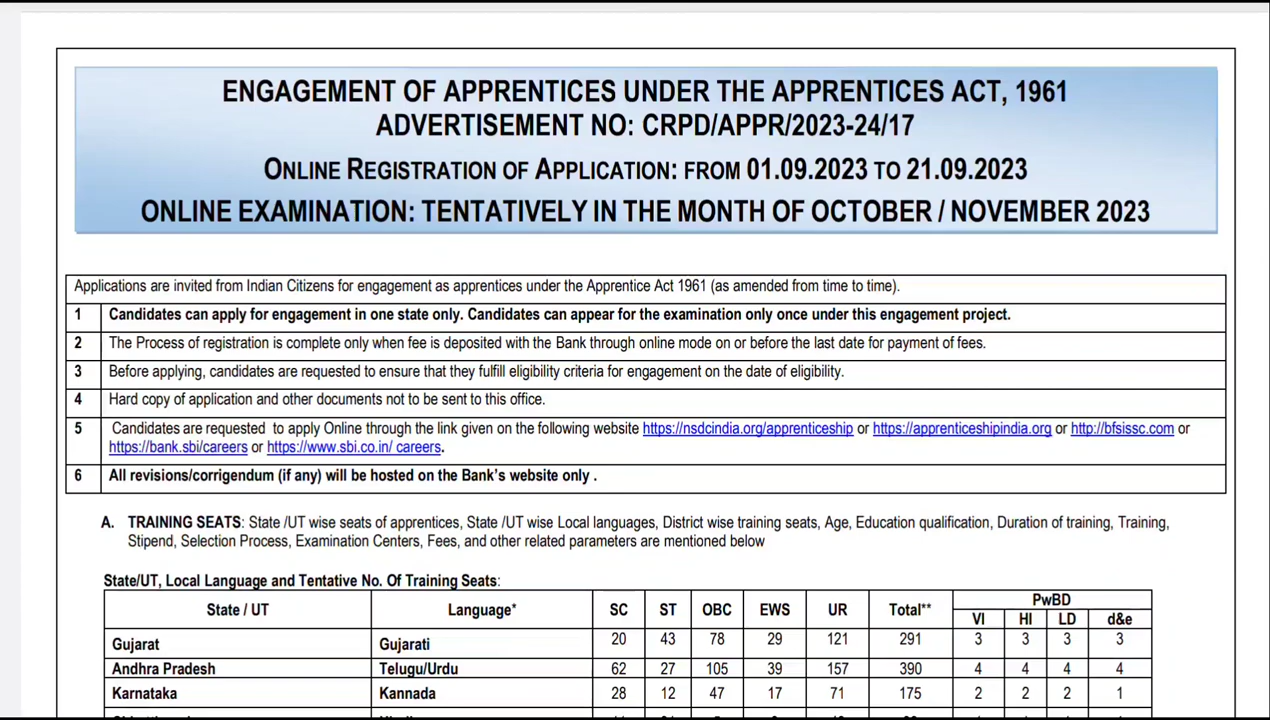 ENGAGEMENT OF APPRENTICES UNDER THE APPRENTICES ACT, 1961
ADVERTISEMENT NO: CRPD/APPR/2023-24/17
ONLINE REGISTRATION OF APPLICATION: FROM 01.09.2023 TO 21.09.2023
ONLINE EXAMINATION: TENTATIVELY IN THE MONTH OF OCTOBER / NOVEMBER 2023
Applications are invited from Indian Citizens for engagement as apprentices under the Apprentice Act 1961 (as amended from time to time).
1 Candidates can apply for engagement in one state only. Candidates can appear for the examination only once under this engagement project.
2 The Process of registration is complete only when fee is deposited with the Bank through online mode on or before the last date for payment of fees.
3 Before applying, candidates are requested to ensure that they fulfill eligibility criteria for engagement on the date of eligibility.
4 Hard copy of application and other documents not to be sent to this office.
5 Candidates are requested to apply Online through the link given on the following website https://nsdcindia.org/apprenticeship or https://apprenticeshipindia.org or http://bfsissc.com or
https://bank.sbi/careers or https://www.sbi.co.in/ careers.
6 All revisions/corrigendum (if any) will be hosted on the Bank's website only .
A. TRAINING SEATS: State /UT wise seats of apprentices, State /UT wise Local languages, District wise training seats, Age, Education qualification, Duration of training, Training,
Stipend, Selection Process, Examination Centers, Fees, and other related parameters are mentioned below
State/UT, Local Language and Tentative No. Of Training Seats:
State / UT Language* SC ST OBC EWS UR Total** PwBD
VI HI LD d&e
Gujarat Gujarati 20 43 78 29 121 291 3 3 3 3
Andhra Pradesh Telugu/Urdu 62 27 105 39 157 390 4 4 4 4
Karnataka Kannada 28 12 47 17 71 175 2 2 2 1